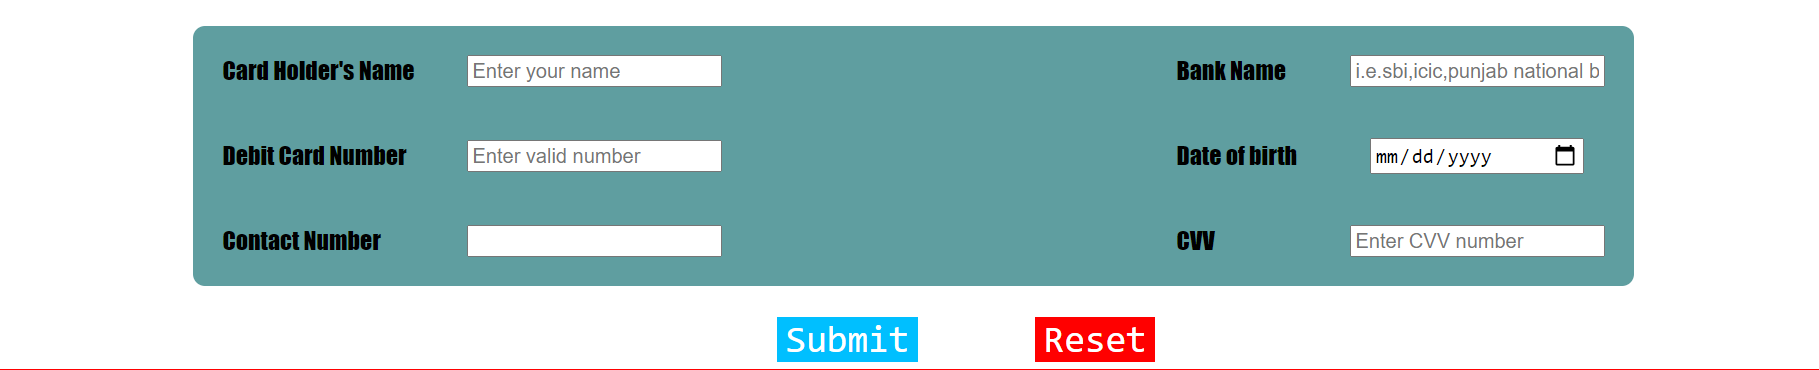 Card Holder's Name Enter your name Bank Name i.e.sbi,icic,punjab national b
Debit Card Number Enter valid number Date of birth mm/dd/yyyy
Contact Number CVV Enter CVV number
Submit Reset